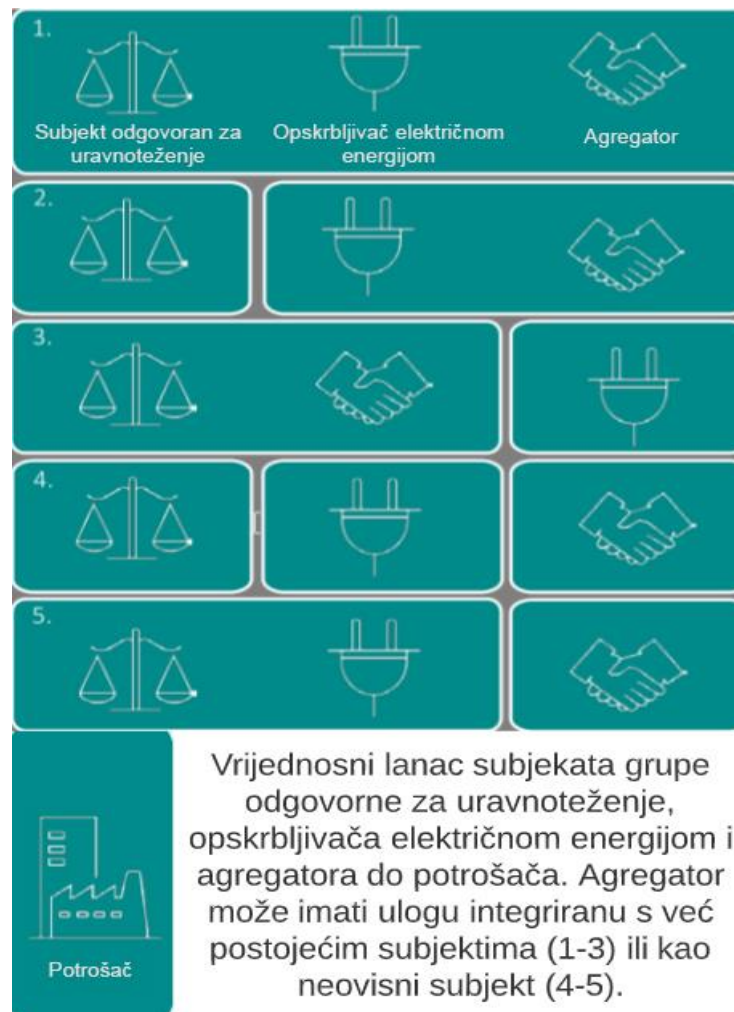 1.
Subjekt odgovoran za
uravnoteženje
Opskrbljivač električnom
energijom
Agregator
2.
3.
4.
5.
Potrošač
Vrijednosni lanac subjekata grupe
odgovorne za uravnoteženje,
opskrbljivača električnom energijom i
agregatora do potrošača. Agregator
može imati ulogu integriranu s već
postojećim subjektima (1-3) ili kao
neovisni subjekt (4-5).